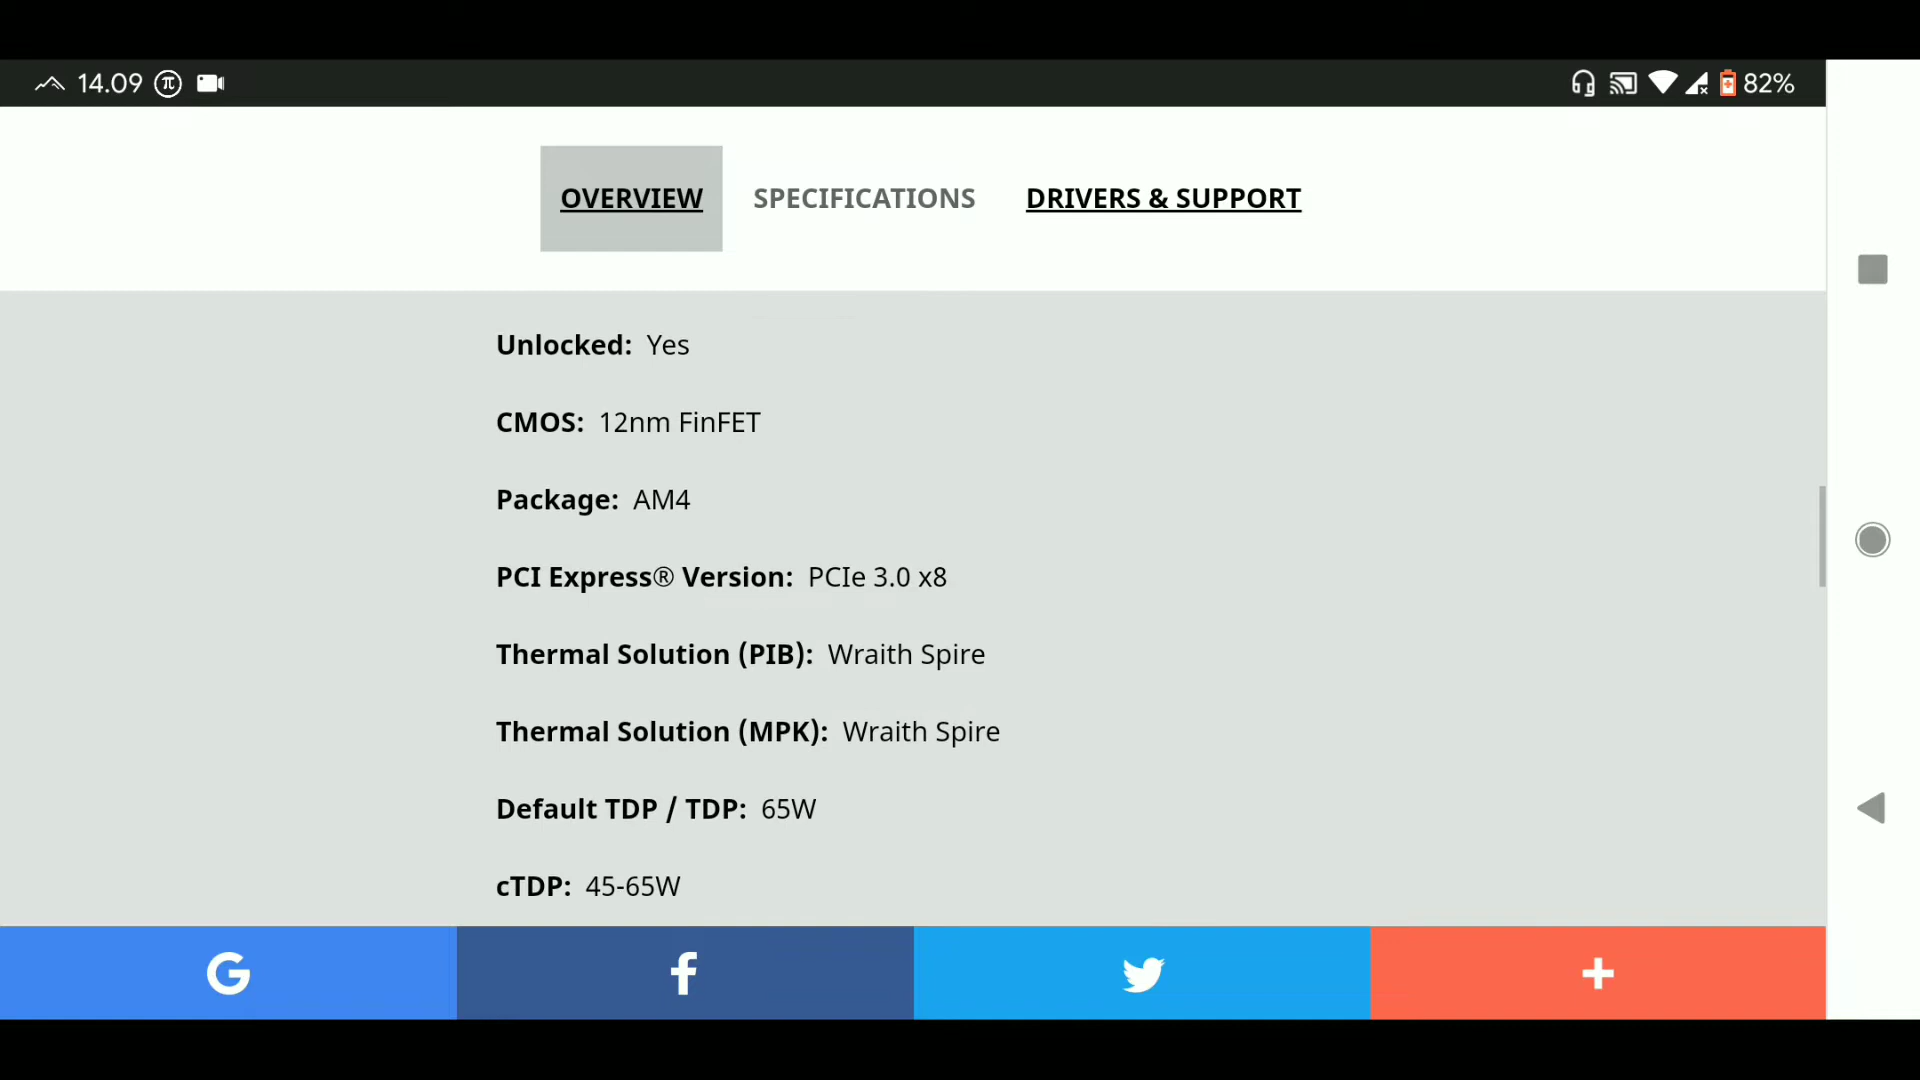 14.09 π 82%
OVERVIEW SPECIFICATIONS DRIVERS & SUPPORT
Unlocked: Yes
CMOS: 12nm FinFET
Package: AM4
PCI Express® Version: PCIe 3.0 x8
Thermal Solution (PIB): Wraith Spire
Thermal Solution (MPK): Wraith Spire
Default TDP / TDP: 65W
cTDP: 45-65W